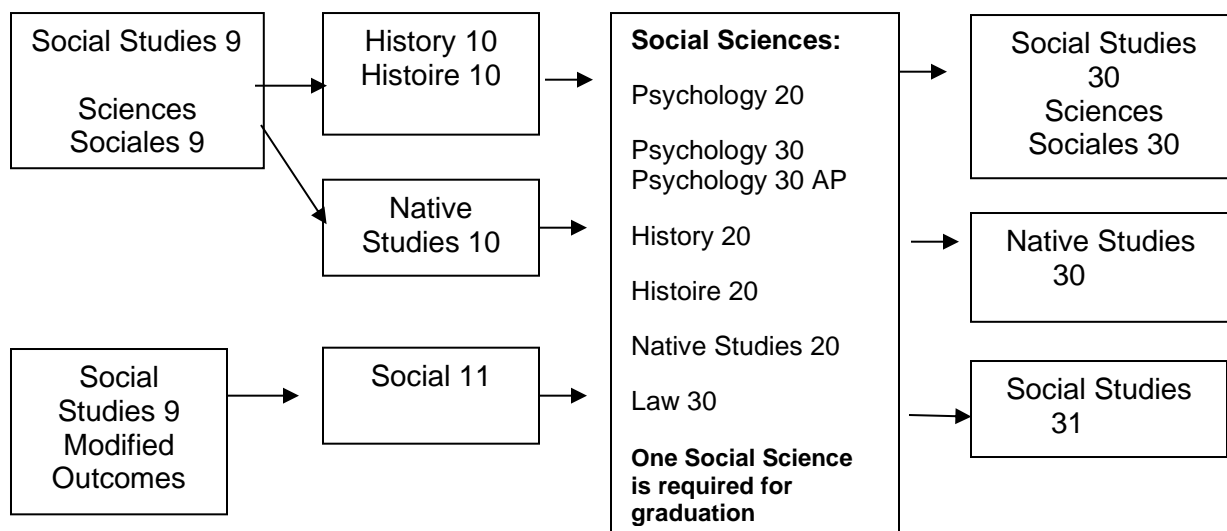 Social Studies 9
Sciences
Sociales 9
History 10
Histoire 10
Native
Studies 10
Social
Studies 9
Modified
Outcomes
Social 11
Social Sciences:
Psychology 20
Psychology 30
Psychology 30 AP
History 20
Histoire 20
Native Studies 20
Law 30
One Social Science
is required for
graduation
Social Studies
30
Sciences
Sociales 30
Native Studies
30
Social Studies
31